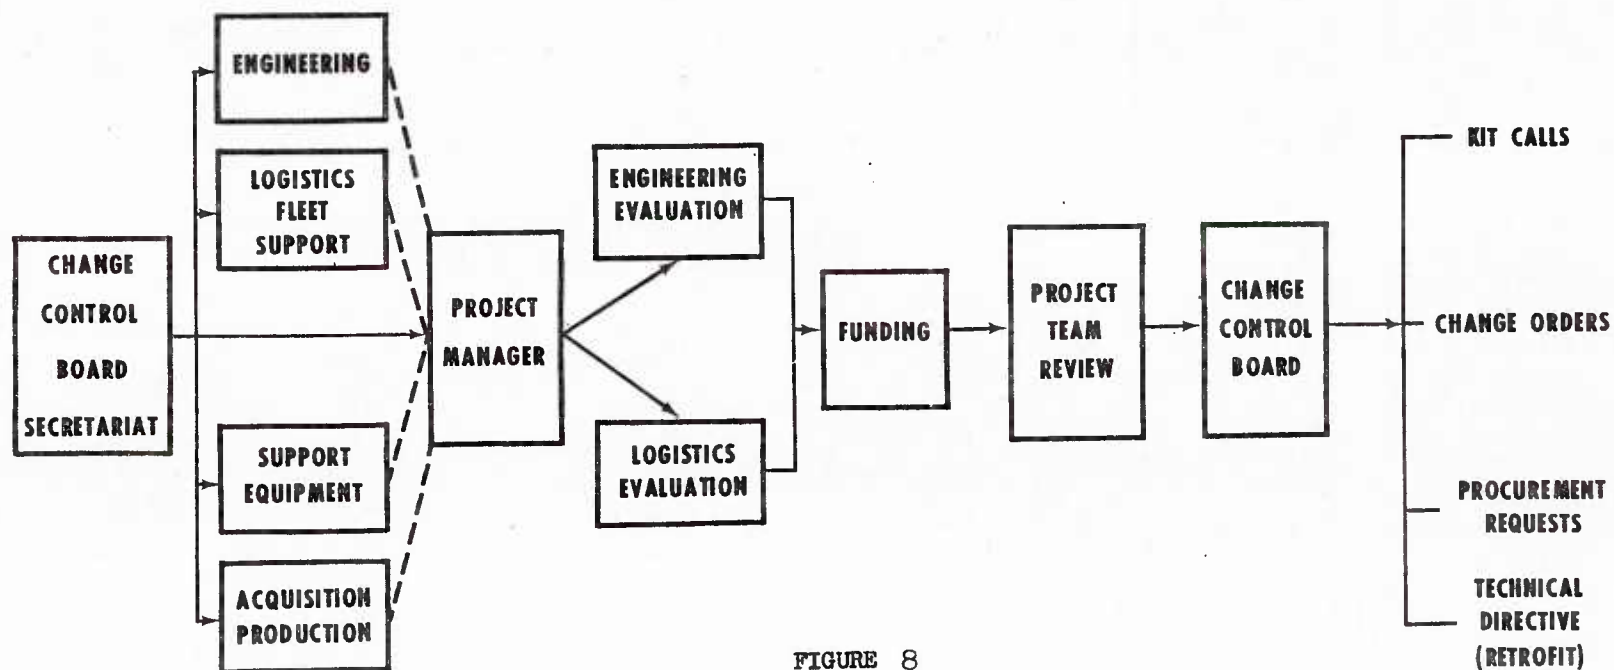 CHANGE
CONTROL
BOARD
SECRETARIAT
ENGINEERING
LOGISTICS
FLEET
SUPPORT
SUPPORT
EQUIPMENT
ACQUISITION
PRODUCTION
PROJECT
MANAGER
ENGINEERING
EVALUATION
LOGISTICS
EVALUATION
FUNDING
PROJECT
TEAM
REVIEW
CHANGE
CONTROL
BOARD
KIT CALLS
CHANGE ORDERS
PROCUREMENT
REQUESTS
TECHNICAL
DIRECTIVE
(RETROFIT)
FIGURE 8